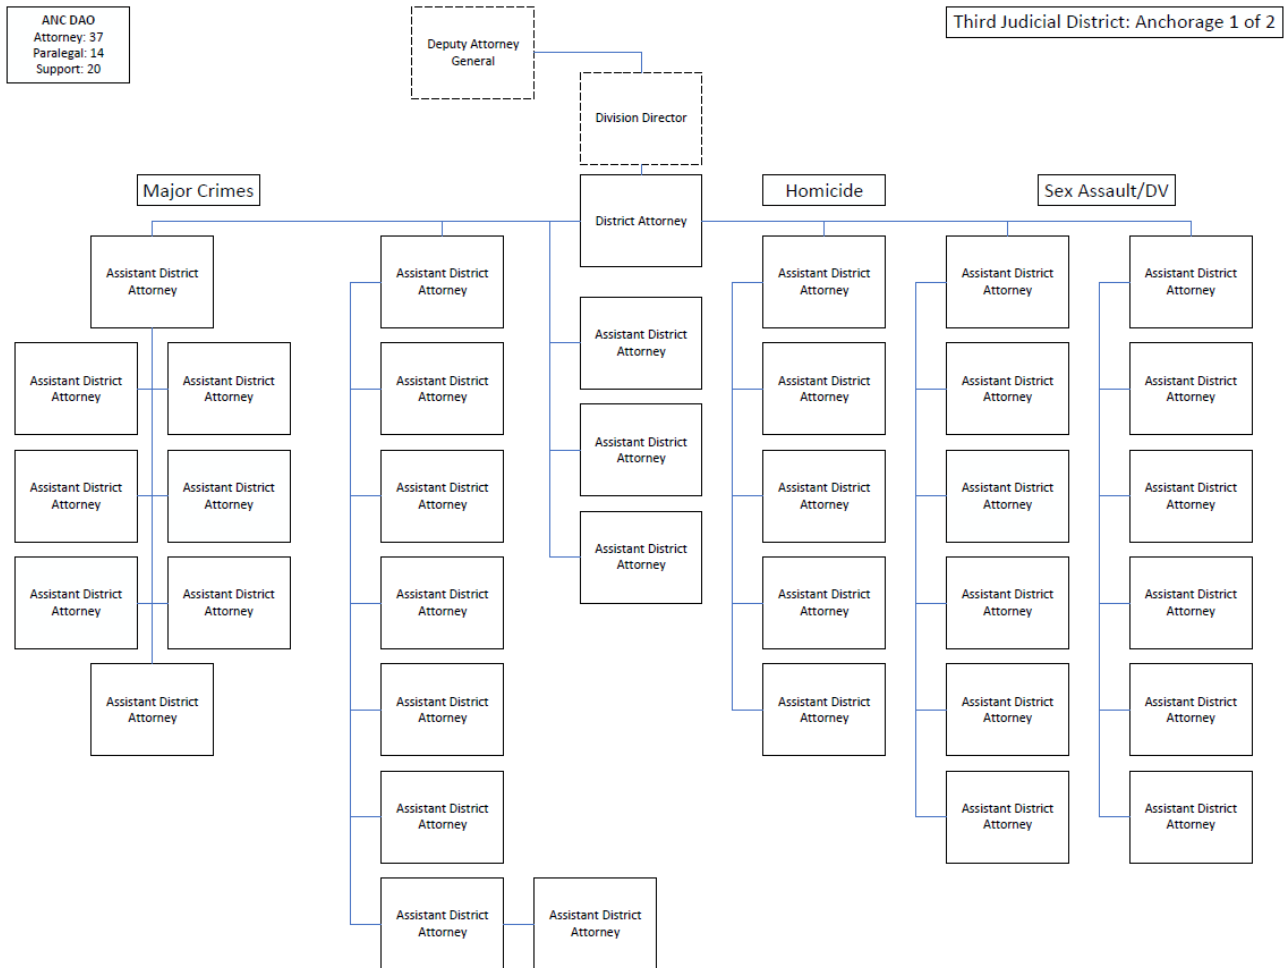 ANC DAO
Attorney: 37
Paralegal: 14
Support: 20
Deputy Attorney
General
Third Judicial District: Anchorage 1 of 2
Division Director
Major Crimes
District Attorney
Homicide
Sex Assault/DV
Assistant District
Attorney
Assistant District
Attorney
Assistant District
Attorney
Assistant District
Attorney
Assistant District
Attorney
Assistant District
Attorney
Assistant District
Attorney
Assistant District
Attorney
Assistant District
Attorney
Assistant District
Attorney
Assistant District
Attorney
Assistant District
Attorney
Assistant District
Attorney
Assistant District
Attorney
Assistant District
Attorney
Assistant District
Attorney
Assistant District
Attorney
Assistant District
Attorney
Assistant District
Attorney
Assistant District
Attorney
Assistant District
Attorney
Assistant District
Attorney
Assistant District
Attorney
Assistant District
Attorney
Assistant District
Attorney
Assistant District
Attorney
Assistant District
Attorney
Assistant District
Attorney
Assistant District
Attorney
Assistant District
Attorney
Assistant District
Attorney
Assistant District
Attorney
Assistant District
Attorney
Assistant District
Attorney
Assistant District
Attorney
Assistant District
Attorney